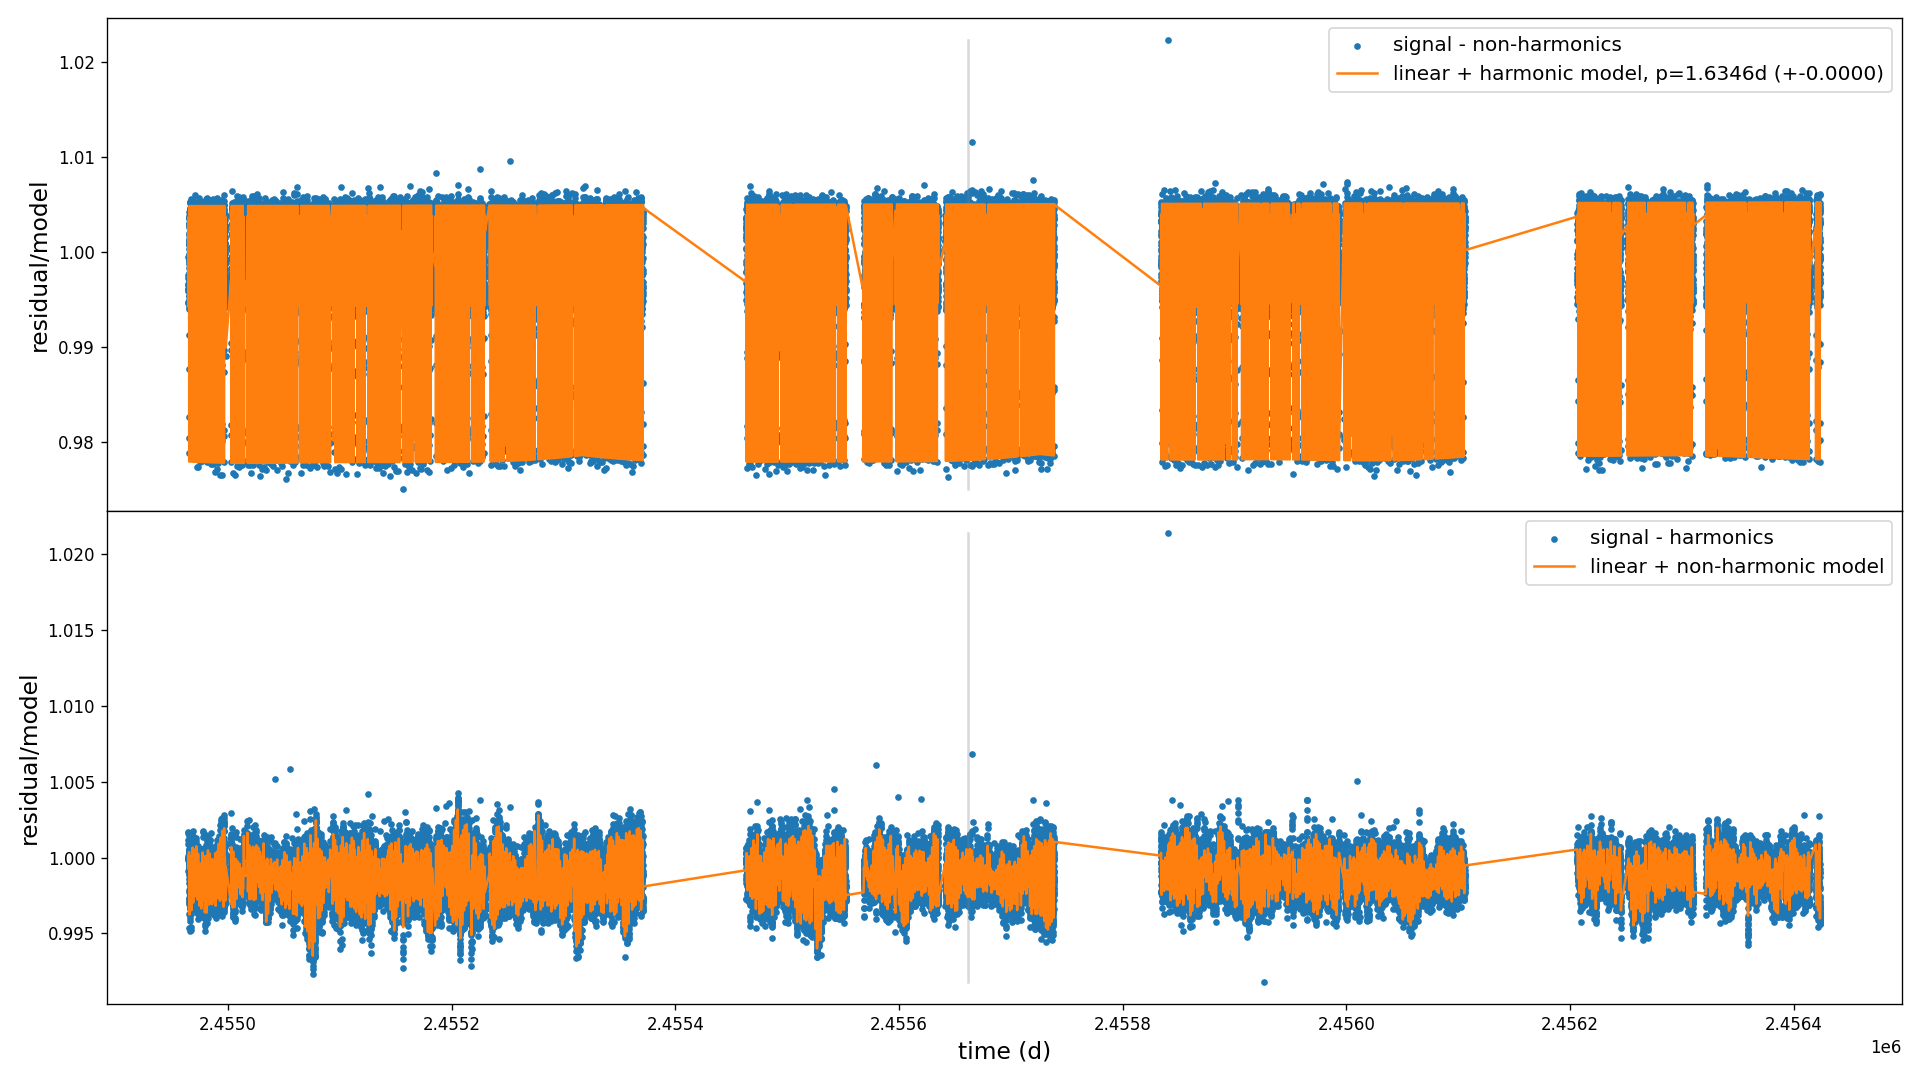 signal - non-harmonics
linear + harmonic model, p=1.6346d (+-0.0000)
residual/model
1.02
1.01
1.00
0.99
0.98
signal - harmonics
linear + non-harmonic model
residual/model
1.020
1.015
1.010
1.005
1.000
0.995
2.4550
2.4552
2.4554
2.4556
2.4558
2.4560
2.4562
2.4564
time (d)
1e6